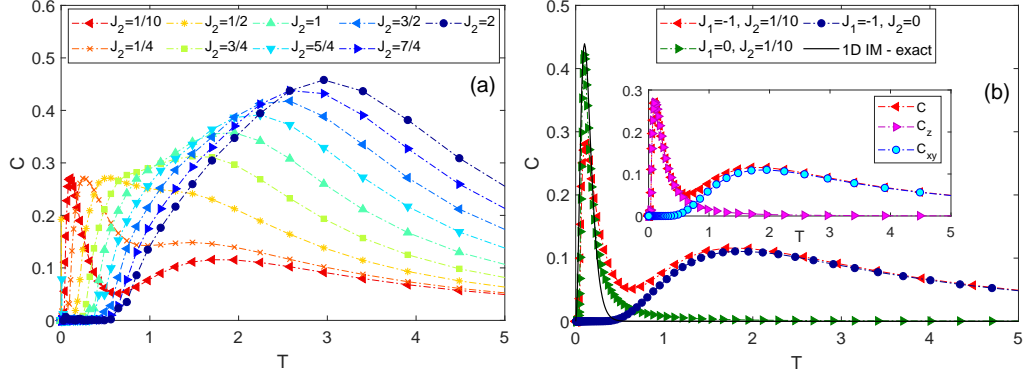 J₂=1/10 J₂=1/2 J₂=1 J₂=3/2 J₂=2
J₂=1/4 J₂=3/4 J₂=5/4 J₂=7/4
(a)
0.6
0.5
0.4
0.3
0.2
0.1
0
C
0 1 2 3 4 5
T
J₁=-1, J₂=1/10 J₁=-1, J₂=0
J₁=0, J₂=1/10 1D IM - exact
(b)
0.5
0.4
0.3
0.2
0.1
0
C
0 1 2 3 4 5
T
0.3
0.2
0.1
0
C
0 1 2 3 4 5
T
C
C_z
C_xy